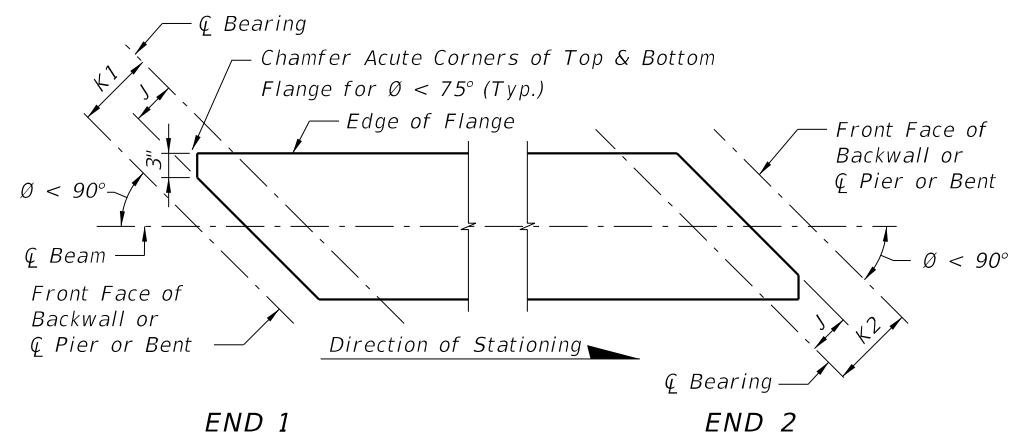 ℄ Bearing
Chamfer Acute Corners of Top & Bottom
Flange for Ø < 75° (Typ.)
Edge of Flange
K1
J
3"
Ø < 90°
℄ Beam
Front Face of
Backwall or
℄ Pier or Bent
Front Face of
Backwall or
℄ Pier or Bent
Ø < 90°
J
K2
℄ Bearing
Direction of Stationing
END 1
END 2